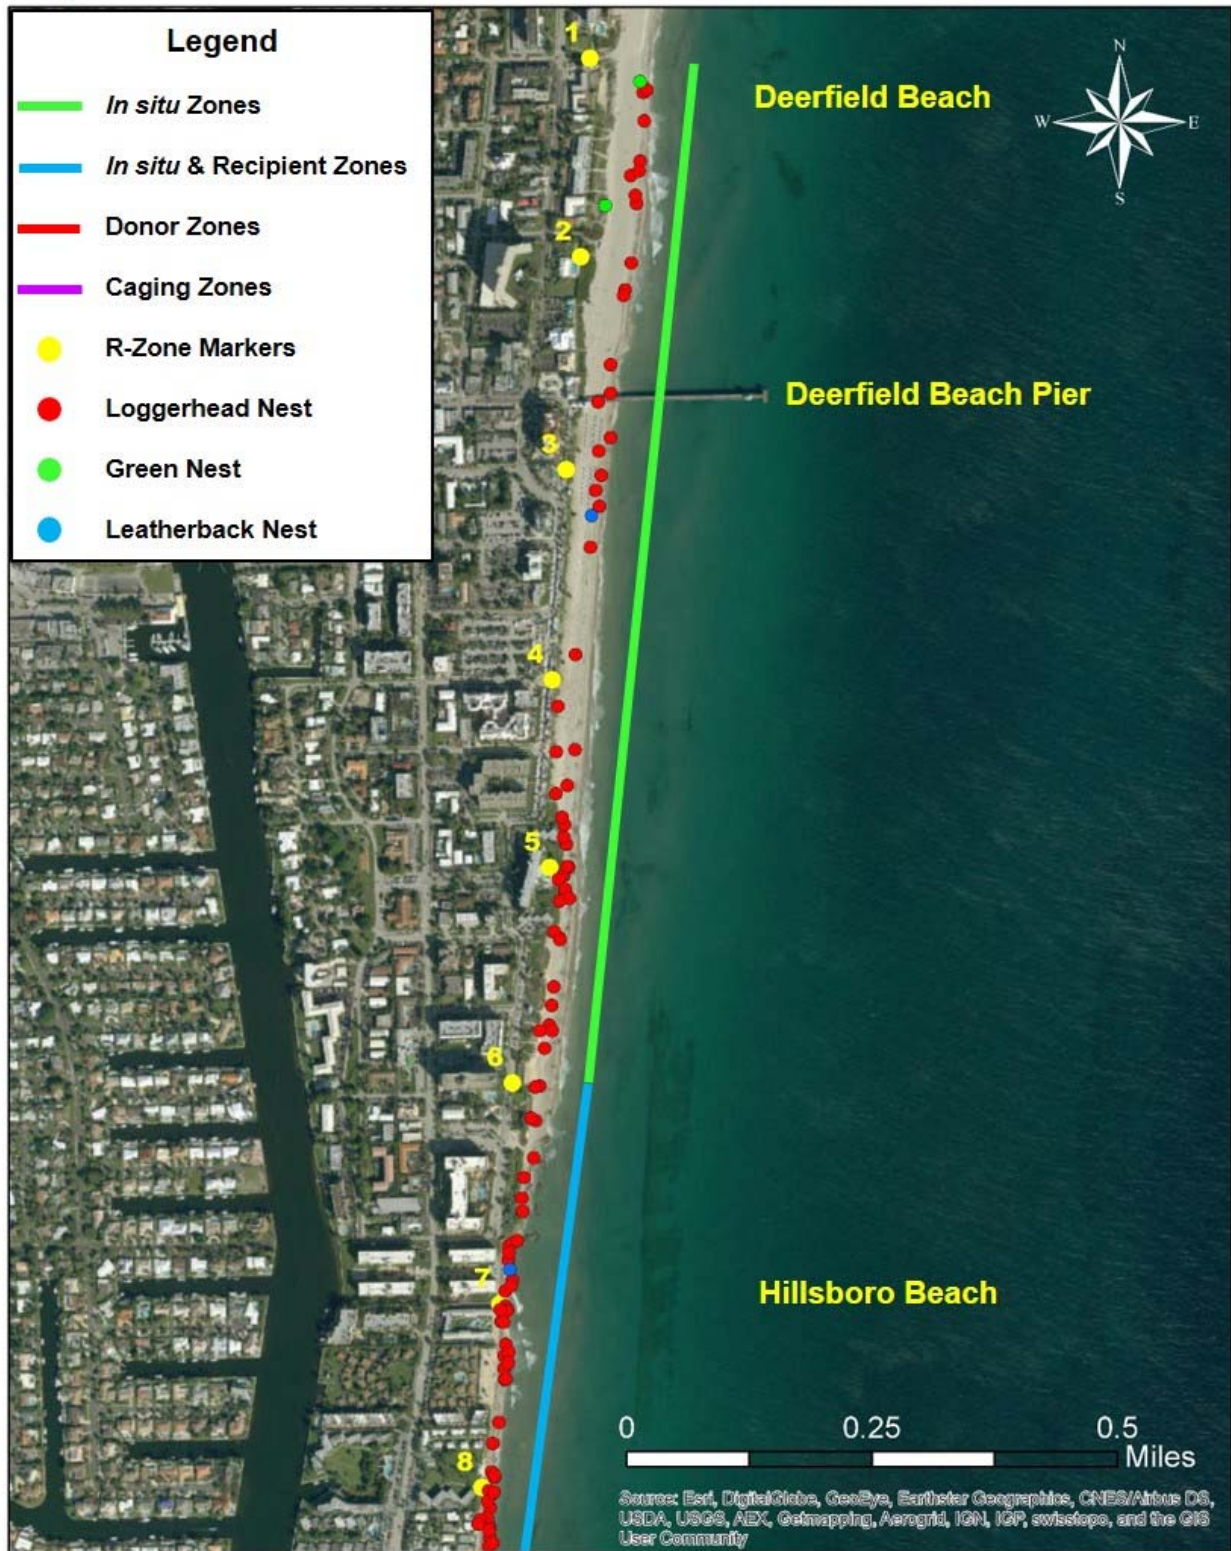 Legend
In situ Zones
In situ & Recipient Zones
Donor Zones
Caging Zones
R-Zone Markers
Loggerhead Nest
Green Nest
Leatherback Nest
1
2
3
4
5
6
7
8
Deerfield Beach
N
W E
S
Deerfield Beach Pier
Hillsboro Beach
0 0.25 0.5
Miles
Source: Esri, DigitalGlobe, GeoEye, Earthstar Geographics, CNES/Airbus DS,
USDA, USGS, AEX, Getmapping, Aerogrid, IGN, IGP, swisstopo, and the GIS
User Community